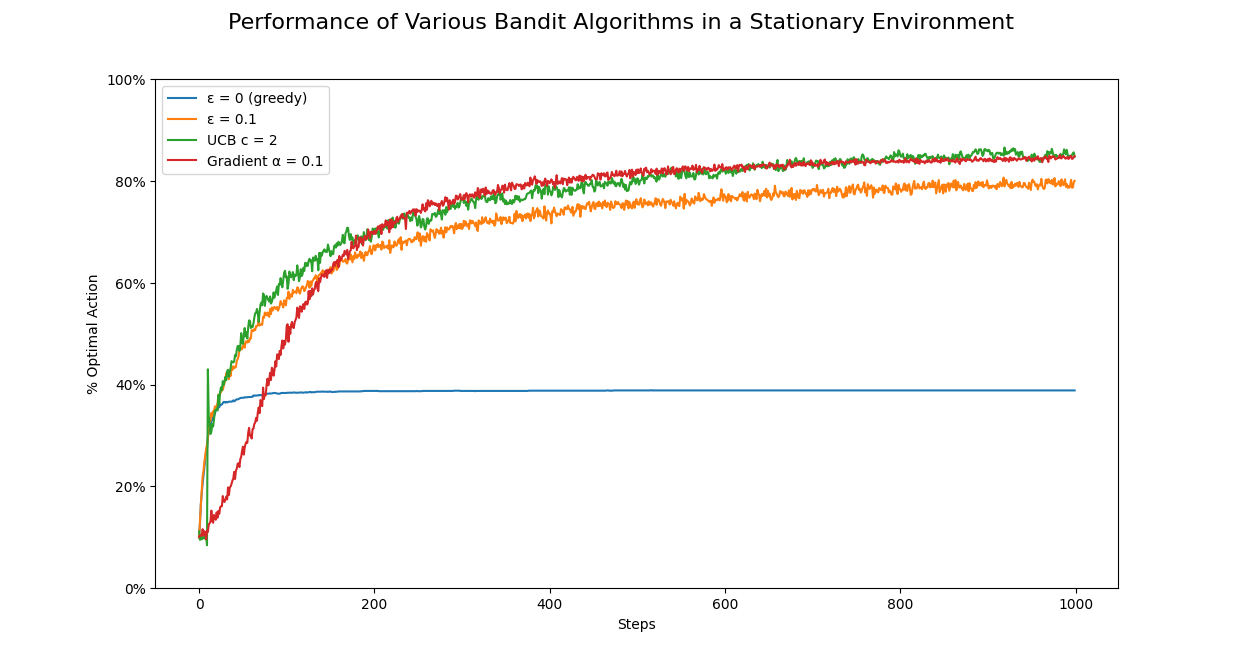 Performance of Various Bandit Algorithms in a Stationary Environment
100%
80%
60%
40%
20%
0%
% Optimal Action
ε = 0 (greedy)
ε = 0.1
UCB c = 2
Gradient α = 0.1
0
200
400
600
800
1000
Steps